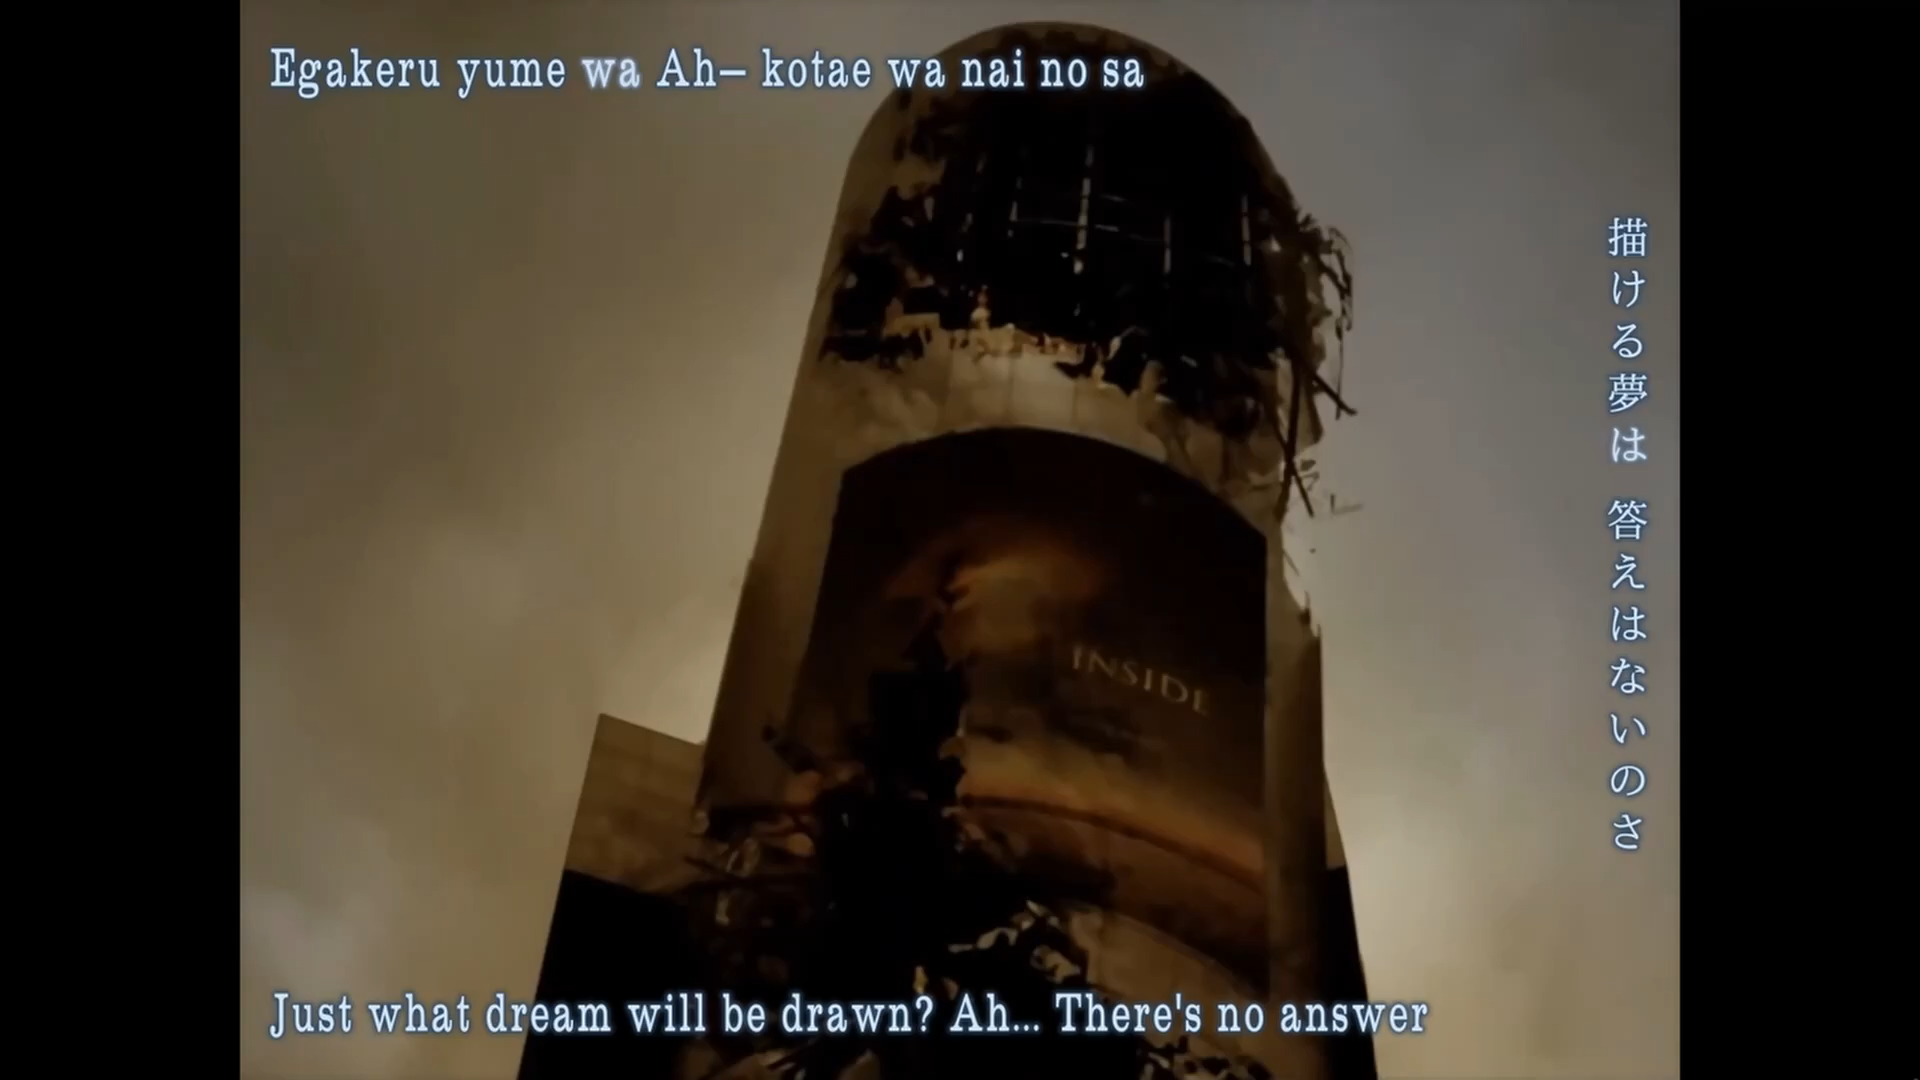 Egakeru yume wa Ah– kotae wa nai no sa
描ける夢は 答えはないのさ
INSIDE
Just what dream will be drawn? Ah... There's no answer